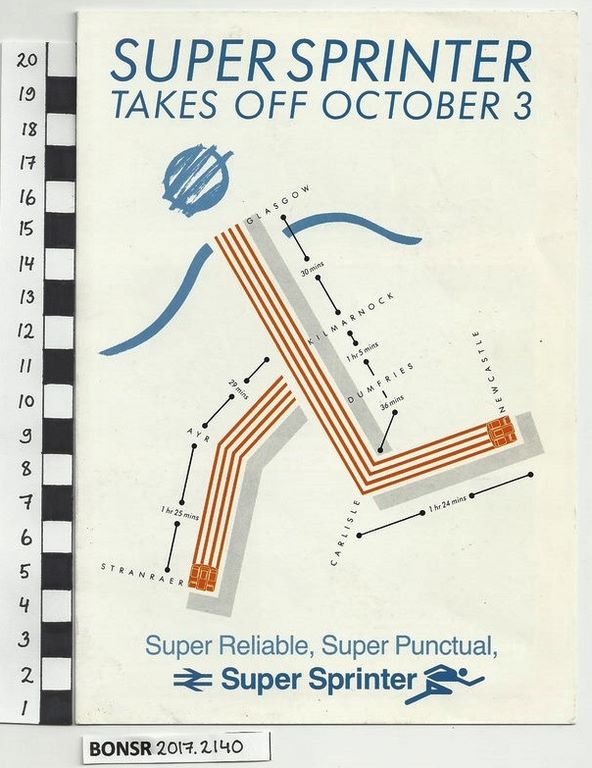 SUPER SPRINTER
TAKES OFF OCTOBER 3
GLASGOW
30 mins
KILMARNOCK
1 hr 5 mins
DUMFRIES
36 mins
NEWCASTLE
29 mins
AYR
1 hr 25 mins
1 hr 24 mins
CARLISLE
STRANRAER
Super Reliable, Super Punctual,
Super Sprinter
20
19
18
17
16
15
14
13
12
11
10
9
8
7
6
5
4
3
2
1
BONSR 2017.2140